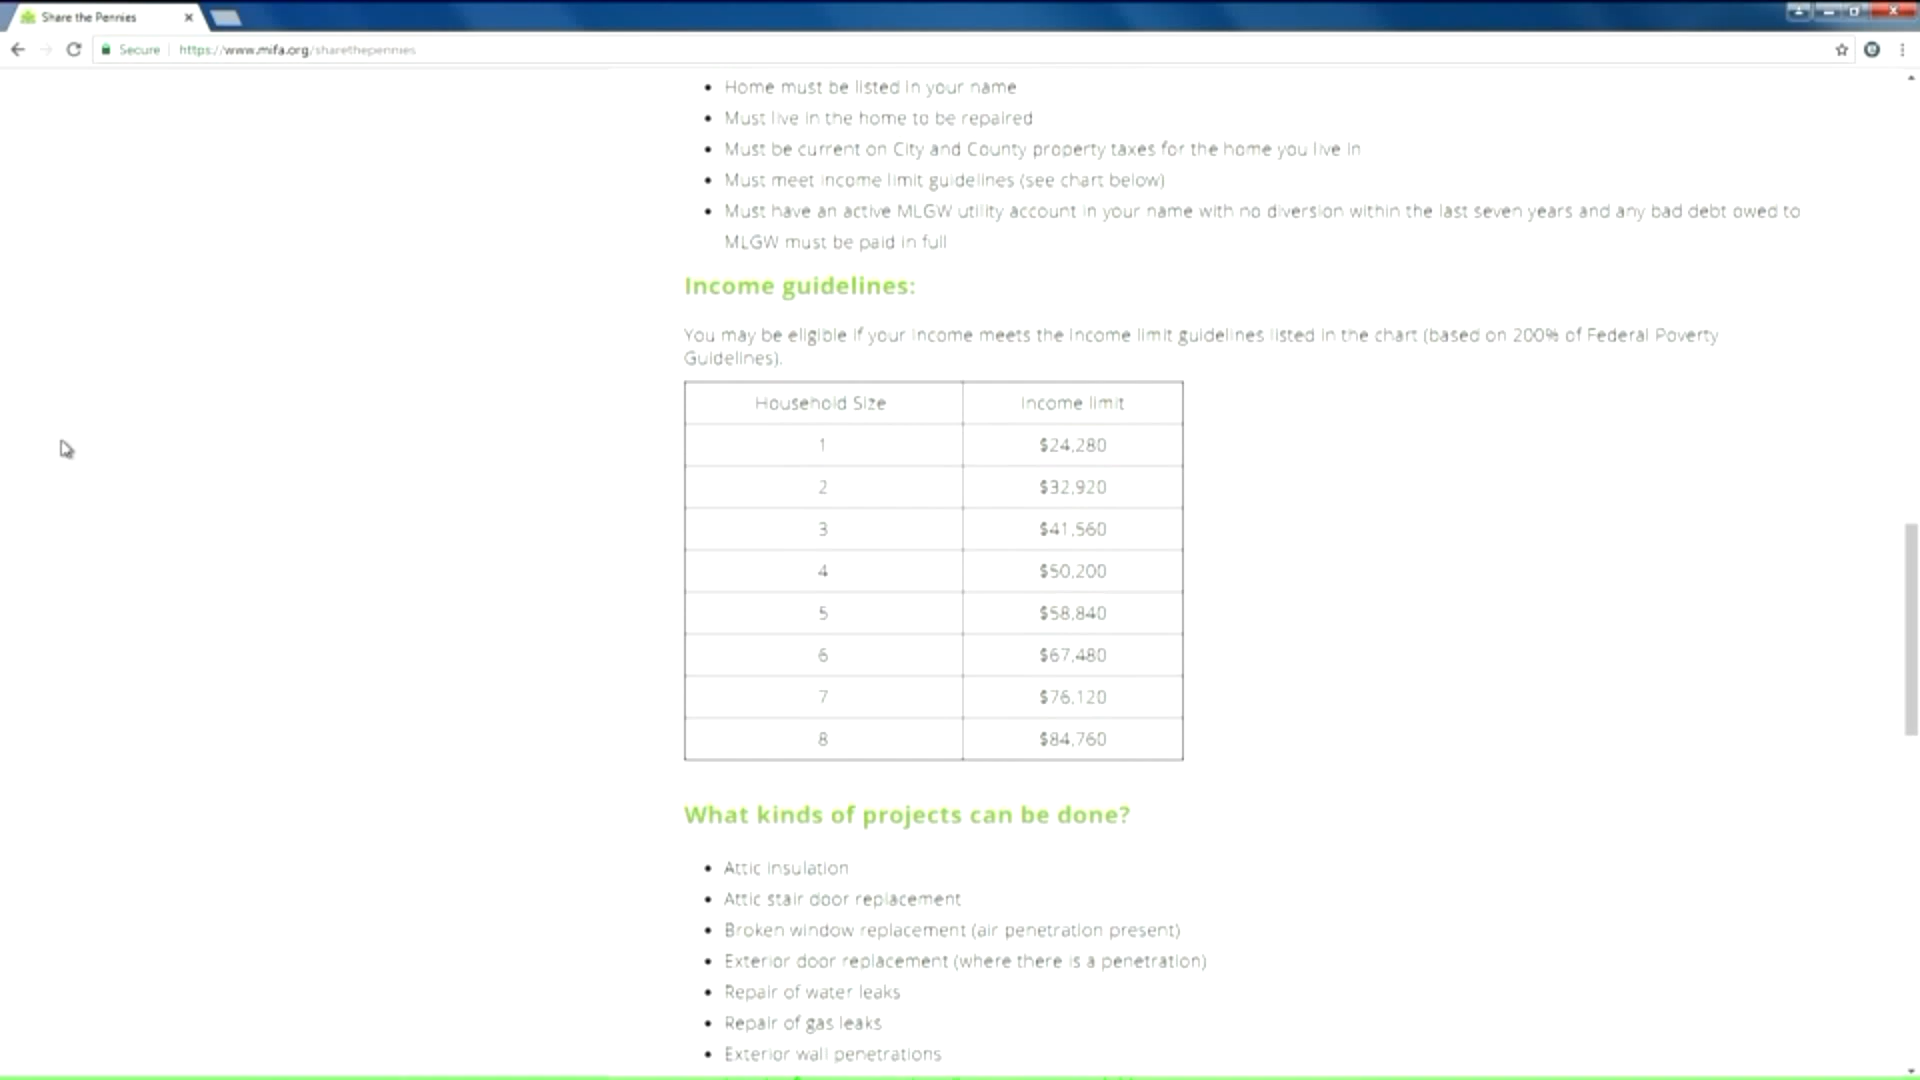 Share the Pennies
Secure https://www.mifa.org/sharethepennies
Home must be listed in your name
Must live in the home to be repaired
Must be current on City and County property taxes for the home you live in
Must meet income limit guidelines (see chart below)
Must have an active MLGW utility account in your name with no diversion within the last seven years and any bad debt owed to
MLGW must be paid in full
Income guidelines:
You may be eligible if your income meets the income limit guidelines listed in the chart (based on 200% of Federal Poverty
Guidelines).
Household Size Income limit
1 $24,280
2 $32,920
3 $41,560
4 $50,200
5 $58,840
6 $67,480
7 $76,120
8 $84,760
What kinds of projects can be done?
Attic insulation
Attic stair door replacement
Broken window replacement (air penetration present)
Exterior door replacement (where there is a penetration)
Repair of water leaks
Repair of gas leaks
Exterior wall penetrations